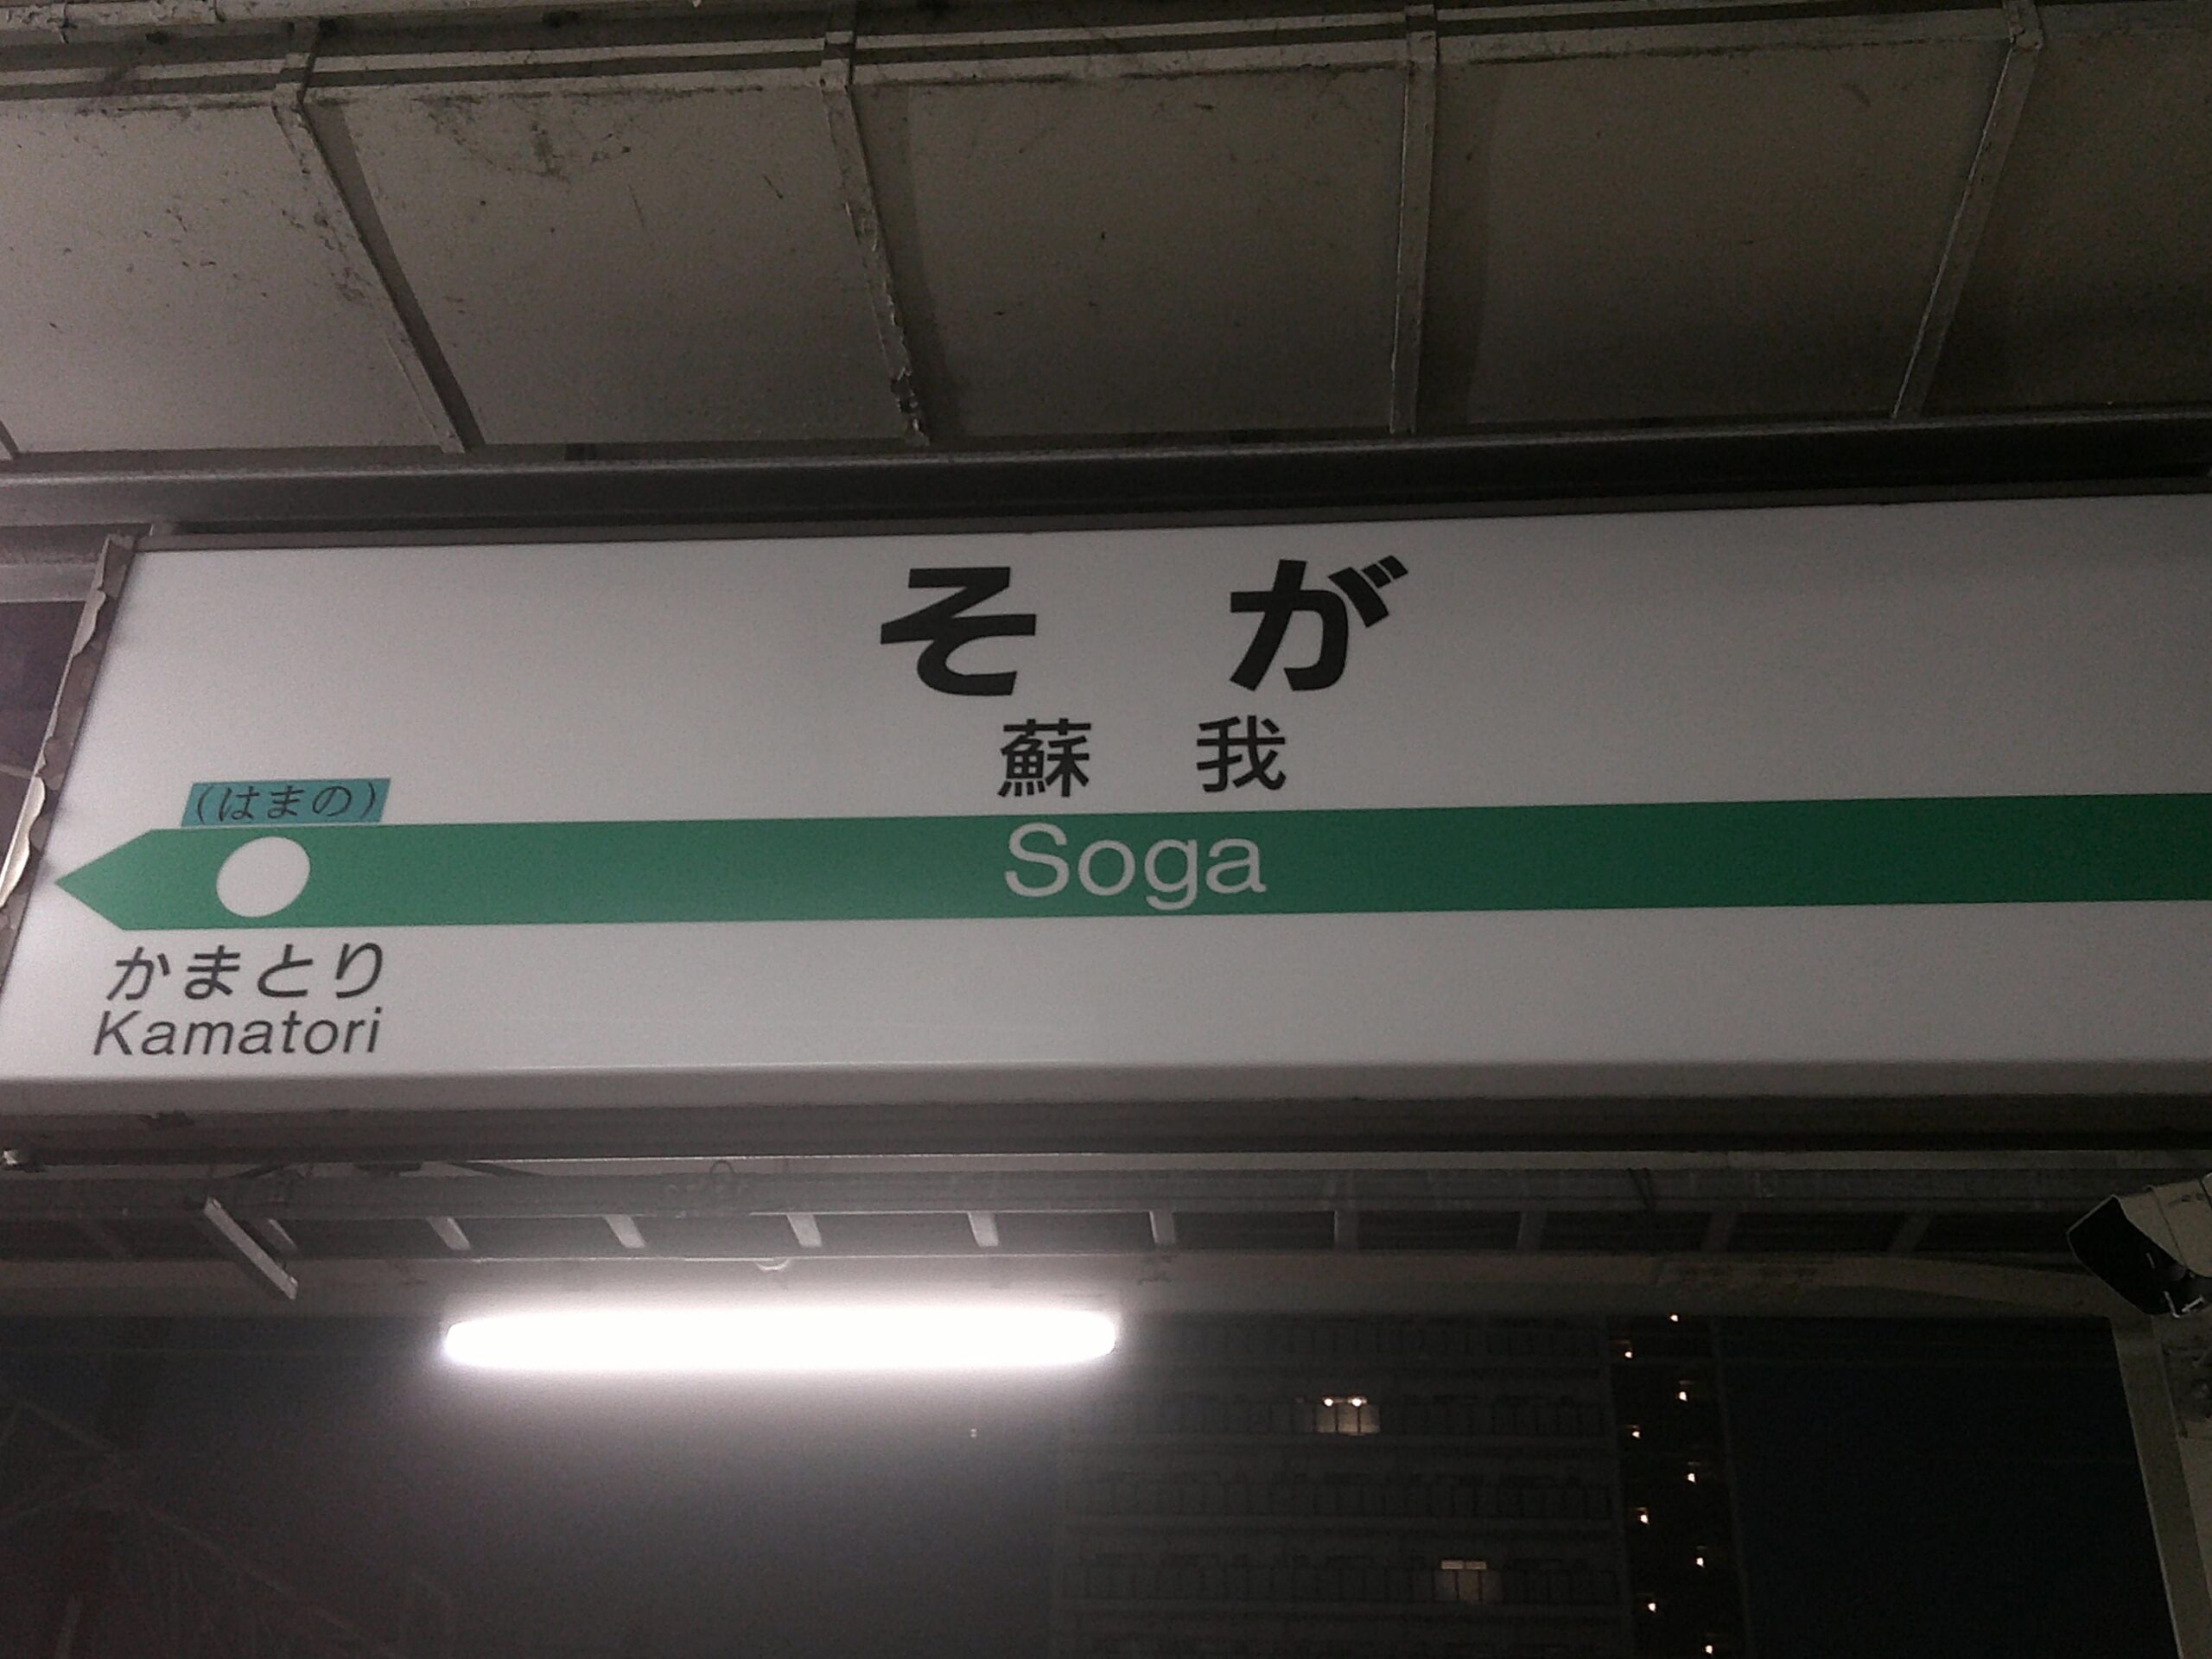 そ が
蘇 我
(はまの)
Soga
かまとり
Kamatori